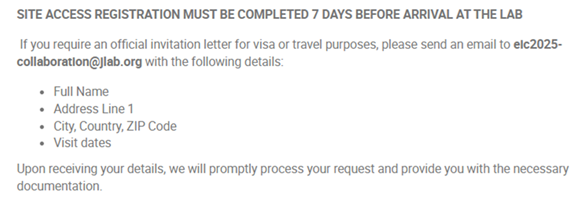 SITE ACCESS REGISTRATION MUST BE COMPLETED 7 DAYS BEFORE ARRIVAL AT THE LAB
If you require an official invitation letter for visa or travel purposes, please send an email to eic2025-
collaboration@jlab.org with the following details:
• Full Name
• Address Line 1
• City, Country, ZIP Code
• Visit dates
Upon receiving your details, we will promptly process your request and provide you with the necessary
documentation.